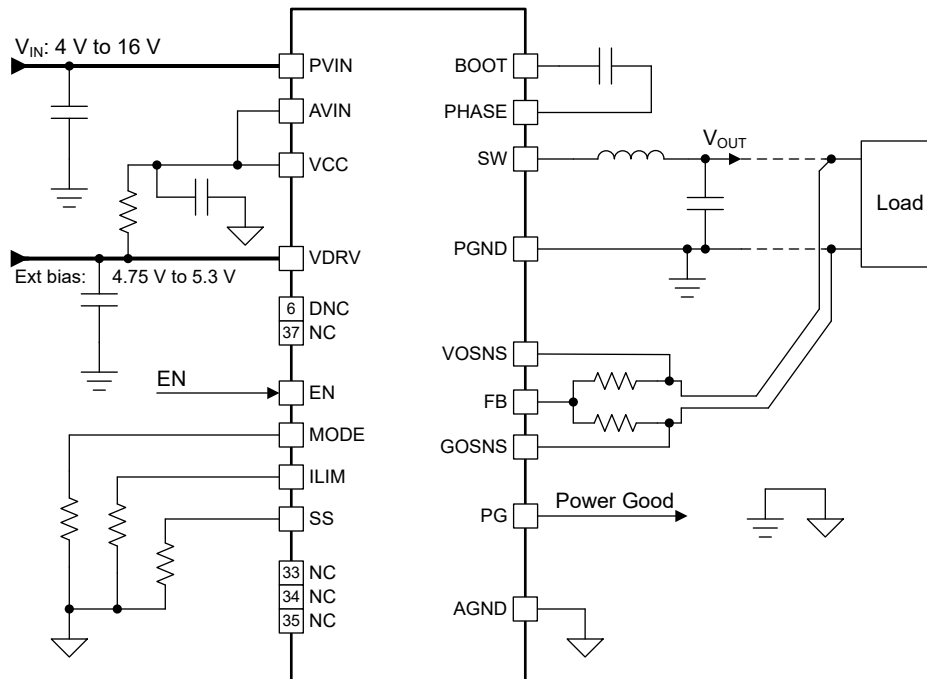 V_IN: 4 V to 16 V
PVIN
AVIN
VCC
VDRV
Ext bias: 4.75 V to 5.3 V
6 DNC
37 NC
EN
EN
MODE
ILIM
SS
33 NC
34 NC
35 NC
BOOT
PHASE
SW
V_OUT
Load
PGND
VOSNS
FB
GOSNS
PG
Power Good
AGND